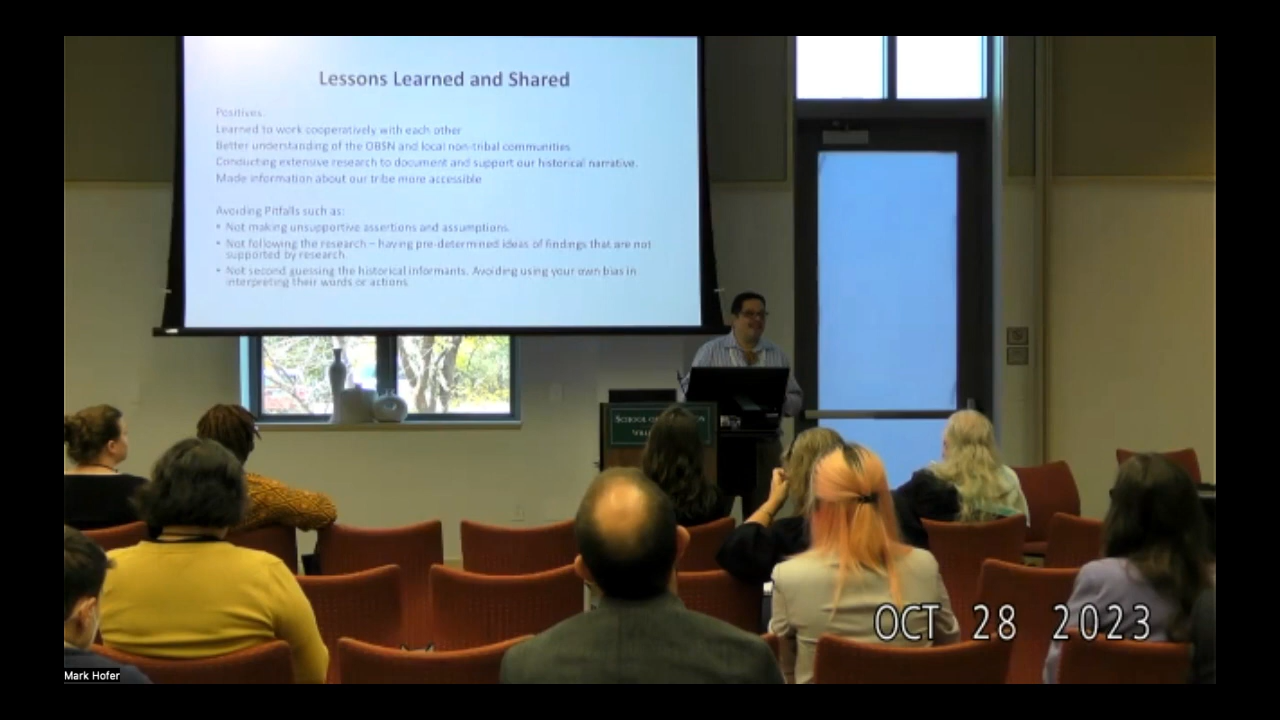 Lessons Learned and Shared
Positives
Learned to work cooperatively with each other
Better understanding of the OBSN and local non-tribal communities
Conducting extensive research to document and support our historical narrative.
Made information about our tribe more accessible
Avoiding Pitfalls such as:
• Not making unsupportive assertions and assumptions.
• Not following the research – having pre-determined ideas of findings that are not
supported by research.
• Not second guessing the historical informants. Avoiding using your own bias in
interpreting their words or actions
SCHOOL
OCT 28 2023
Mark Hofer